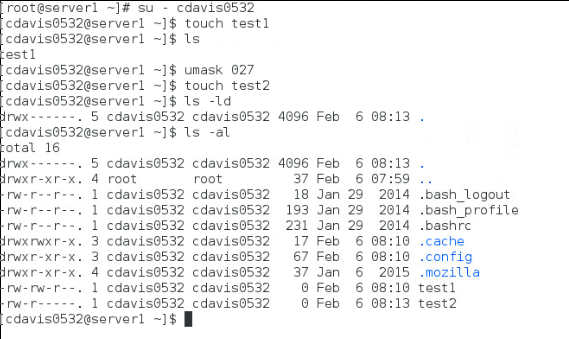 [root@server1 ~]# su - cdavis0532
[cdavis0532@server1 ~]$ touch test1
[cdavis0532@server1 ~]$ ls
test1
[cdavis0532@server1 ~]$ umask 027
[cdavis0532@server1 ~]$ touch test2
[cdavis0532@server1 ~]$ ls -ld
drwx------. 5 cdavis0532 cdavis0532 4096 Feb  6 08:13 .
[cdavis0532@server1 ~]$ ls -al
total 16
drwx------. 5 cdavis0532 cdavis0532 4096 Feb  6 08:13 .
drwxr-xr-x. 4 root       root         37 Feb  6 07:59 ..
-rw-r--r--. 1 cdavis0532 cdavis0532   18 Jan 29  2014 .bash_logout
-rw-r--r--. 1 cdavis0532 cdavis0532  193 Jan 29  2014 .bash_profile
-rw-r--r--. 1 cdavis0532 cdavis0532  231 Jan 29  2014 .bashrc
drwxrwxr-x. 3 cdavis0532 cdavis0532   17 Feb  6 08:10 .cache
drwxr-xr-x. 3 cdavis0532 cdavis0532   67 Feb  6 08:10 .config
drwxr-xr-x. 4 cdavis0532 cdavis0532   37 Jan  6  2015 .mozilla
-rw-rw-r--. 1 cdavis0532 cdavis0532    0 Feb  6 08:10 test1
-rw-r-----. 1 cdavis0532 cdavis0532    0 Feb  6 08:13 test2
[cdavis0532@server1 ~]$